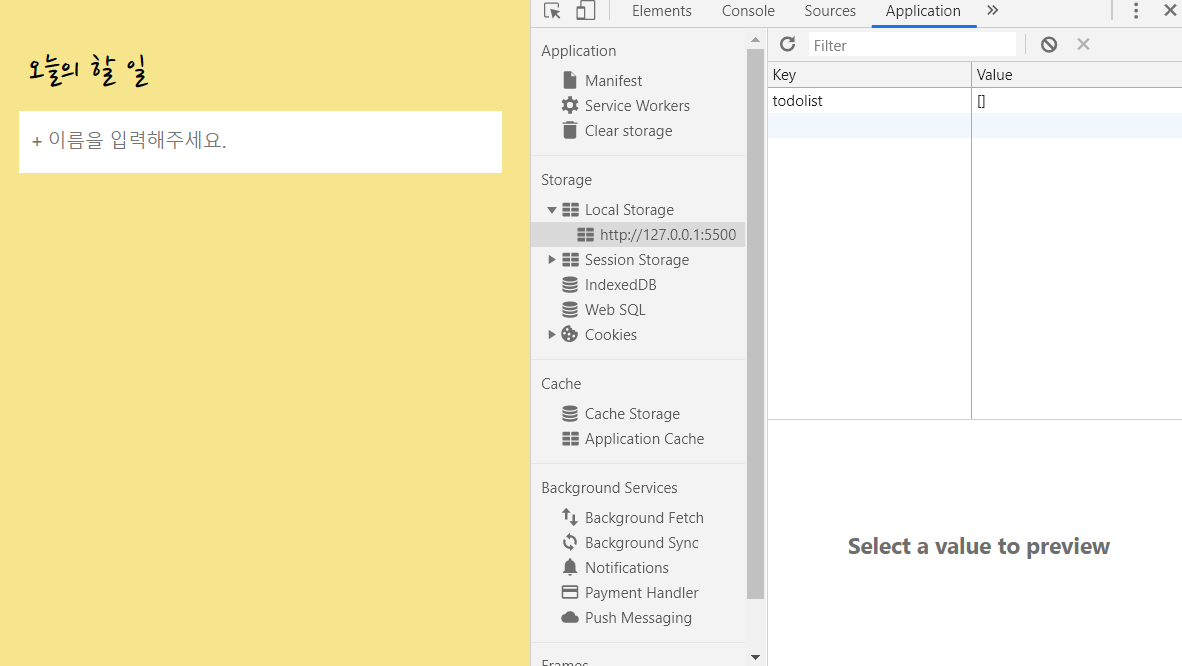 오늘의 할 일
+ 이름을 입력해주세요.
Elements Console Sources Application
Application
Manifest
Service Workers
Clear storage
Storage
Local Storage
http://127.0.0.1:5500
Session Storage
IndexedDB
Web SQL
Cookies
Cache
Cache Storage
Application Cache
Background Services
Background Fetch
Background Sync
Notifications
Payment Handler
Push Messaging
Frames
Filter
Key Value
todolist []
Select a value to preview